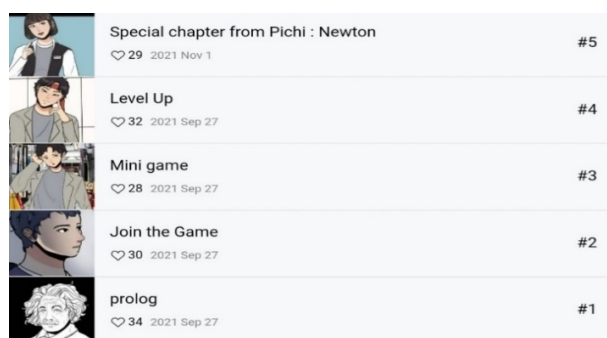 Special chapter from Pichi : Newton
#5
♡ 29 2021 Nov 1
Level Up
#4
♡ 32 2021 Sep 27
Mini game
#3
♡ 28 2021 Sep 27
Join the Game
#2
♡ 30 2021 Sep 27
prolog
#1
♡ 34 2021 Sep 27